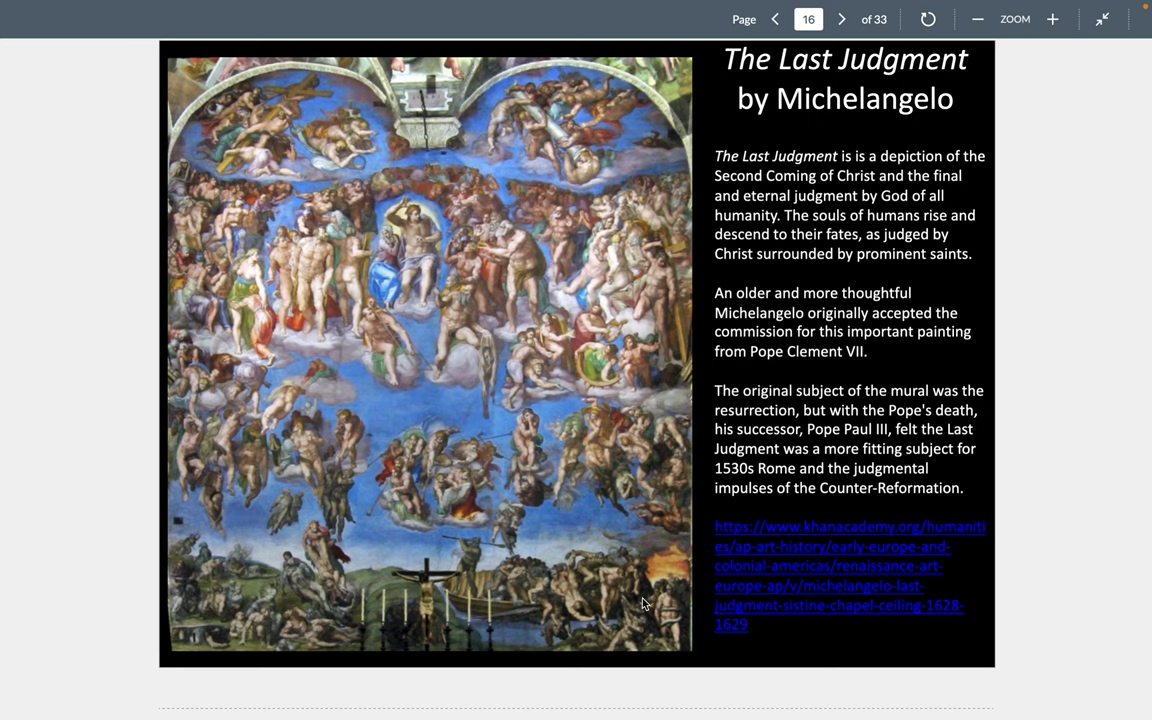 Page 16 of 33 ZOOM
The Last Judgment
by Michelangelo
The Last Judgment is is a depiction of the
Second Coming of Christ and the final
and eternal judgment by God of all
humanity. The souls of humans rise and
descend to their fates, as judged by
Christ surrounded by prominent saints.
An older and more thoughtful
Michelangelo originally accepted the
commission for this important painting
from Pope Clement VII.
The original subject of the mural was the
resurrection, but with the Pope's death,
his successor, Pope Paul III, felt the Last
Judgment was a more fitting subject for
1530s Rome and the judgmental
impulses of the Counter-Reformation.
https://www.khanacademy.org/humaniti
es/ap-art-history/early-europe-and-
colonial-americas/renaissance-art-
europe-ap/v/michelangelo-last-
judgment-sistine-chapel-ceiling-1628-
1629